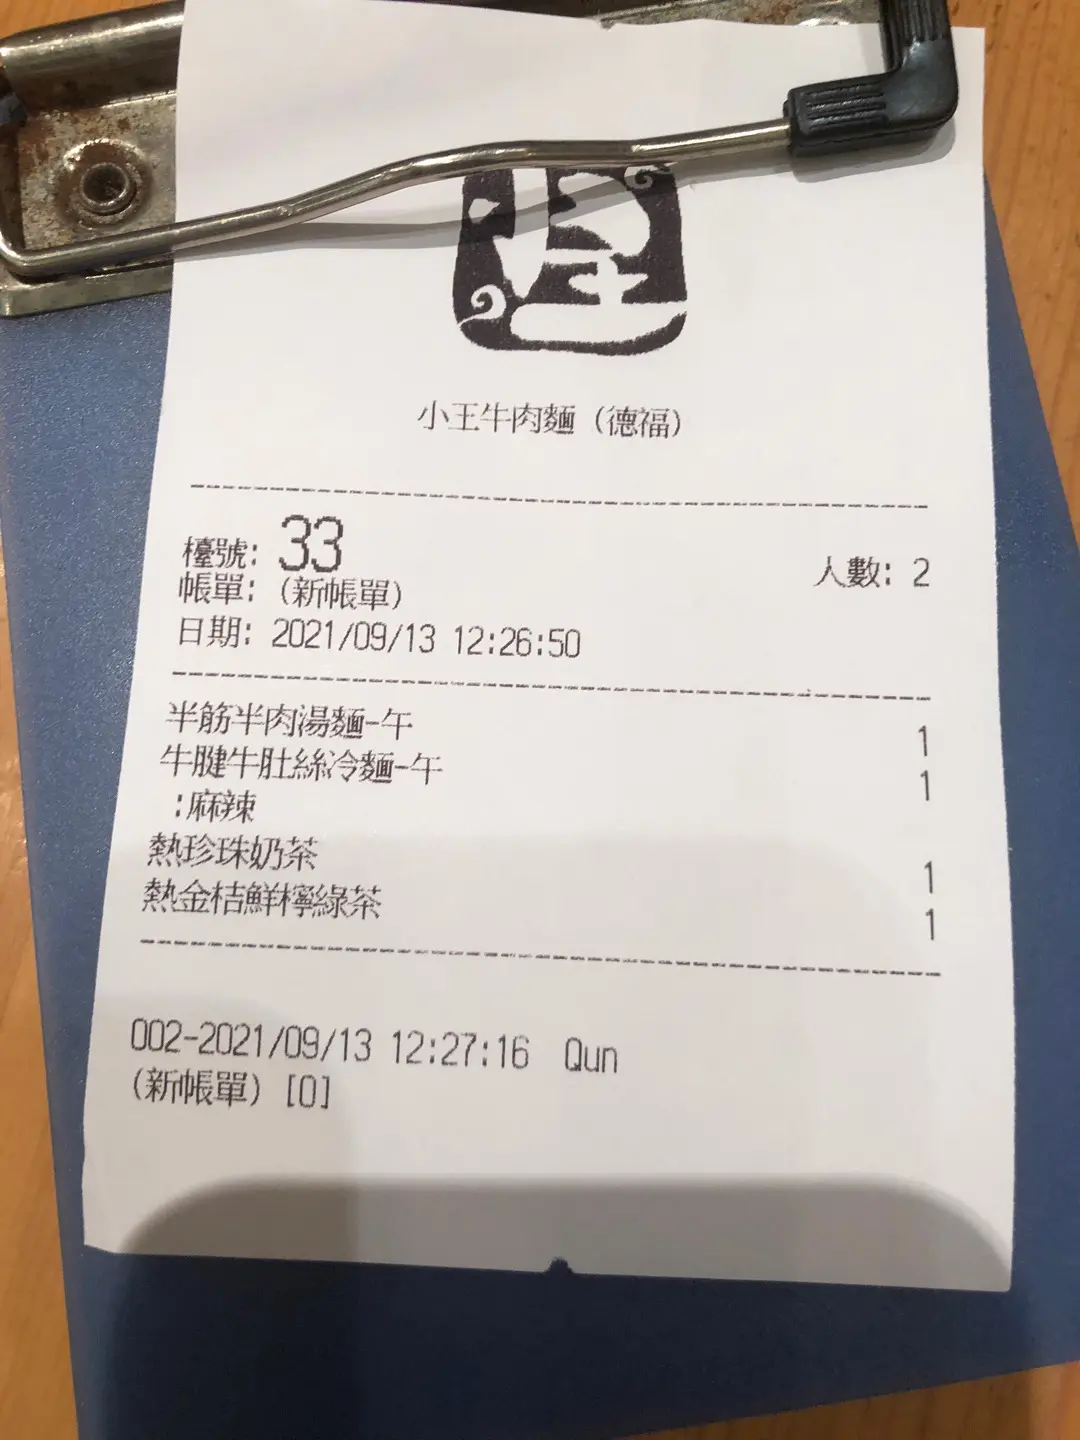 小王牛肉麵（德福）
檯號: 33
人數: 2
帳單: (新帳單)
日期: 2021/09/13 12:26:50
半筋半肉湯麵-午 1
牛腱牛肚絲冷麵-午 1
:麻辣
熱珍珠奶茶 1
熱金桔鮮檸綠茶 1
002-2021/09/13 12:27:16 Qun
(新帳單) [0]